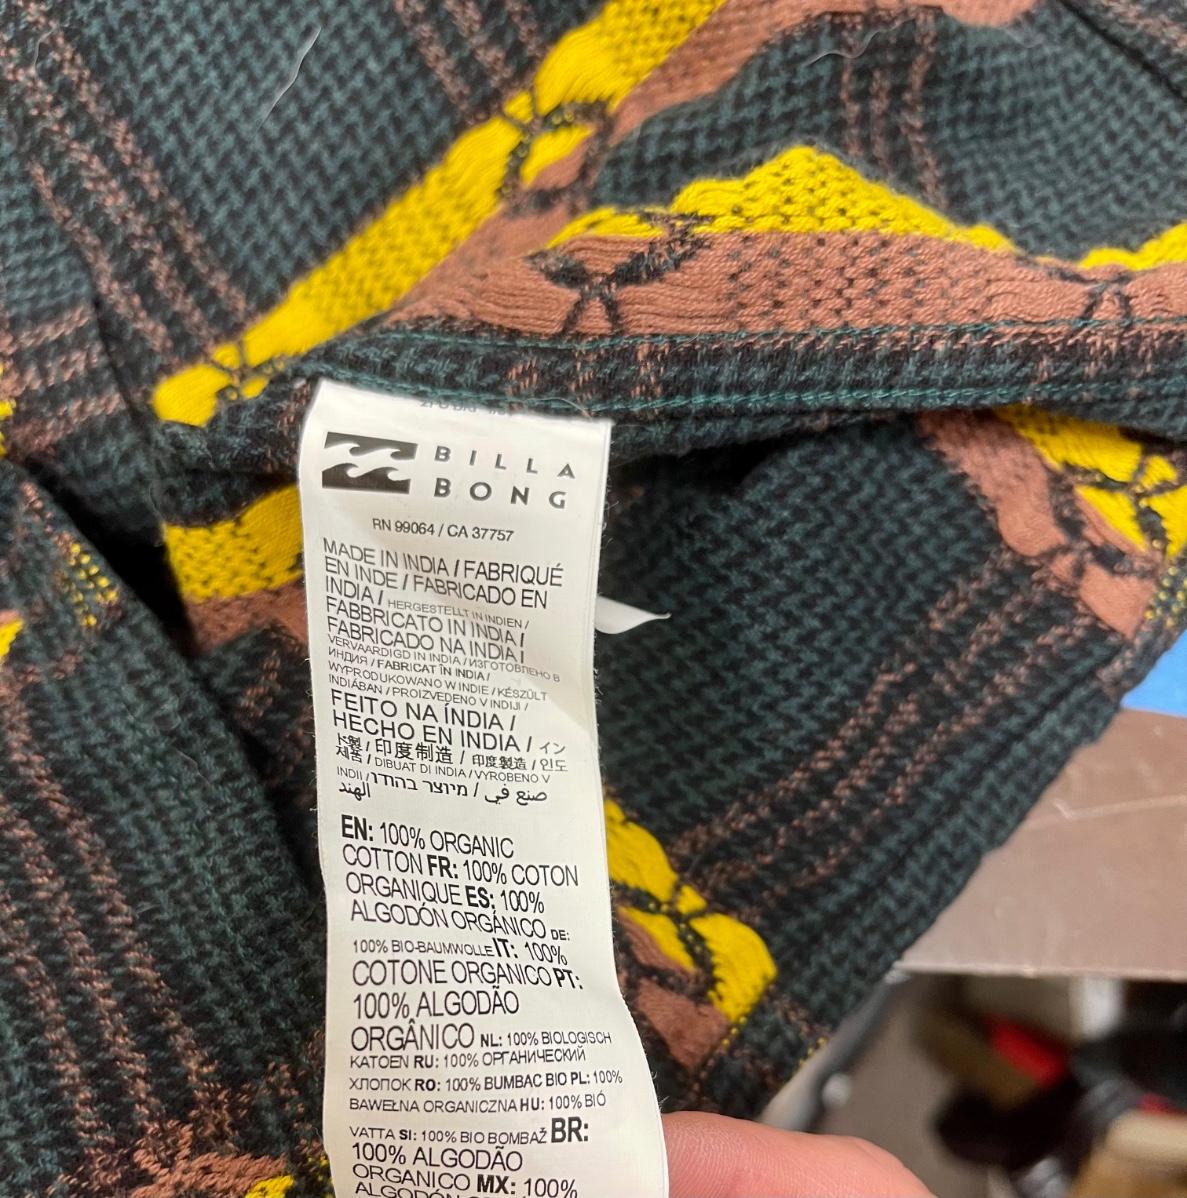 BILLA
BONG
RN 99064 / CA 37757
MADE IN INDIA / FABRIQUÉ
EN INDE / FABRICADO EN
INDIA / HERGESTELLT IN INDIEN /
FABBRICATO IN INDIA /
FABRICADO NA INDIA /
VERVAARDIGD IN INDIA / ИЗГОТОВЛЕНО В
ИНДИЯ / FABRICAT ÎN INDIA /
WYPRODUKOWANO W INDIE / KÉSZÜLT
INDIÁBAN / PROIZVEDENO V INDIJI /
FEITO NA ÍNDIA /
HECHO EN INDIA / イン
ド製 / 印度制造 / 印度製造 / 인도
제품 / DIBUAT DI INDIA / VYROBENO V
INDII / מיוצר בהודו / صنع في
الهند
EN: 100% ORGANIC
COTTON FR: 100% COTON
ORGANIQUE ES: 100%
ALGODÓN ORGÁNICO DE:
100% BIO-BAUMWOLLE IT: 100%
COTONE ORGANICO PT:
100% ALGODÃO
ORGÂNICO NL: 100% BIOLOGISCH
KATOEN RU: 100% ОРГАНИЧЕСКИЙ
ХЛОПОК RO: 100% BUMBAC BIO PL: 100%
BAWEŁNA ORGANICZNA HU: 100% BIÓ
VATTA SI: 100% BIO BOMBAŽ BR:
100% ALGODÃO
ORGANICO MX: 100%